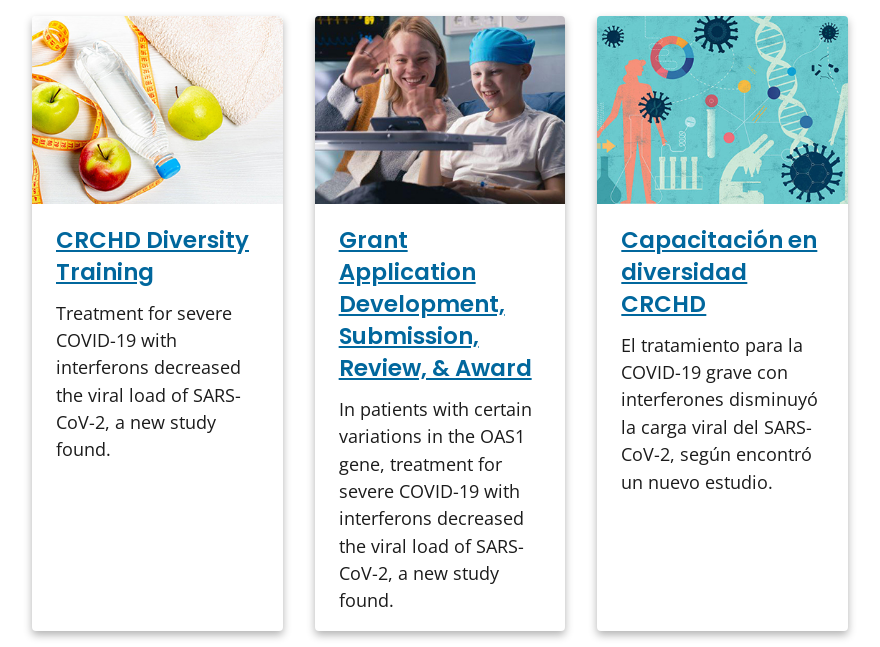 CRCHD Diversity
Training
Treatment for severe
COVID-19 with
interferons decreased
the viral load of SARS-
CoV-2, a new study
found.
Grant
Application
Development,
Submission,
Review, & Award
In patients with certain
variations in the OAS1
gene, treatment for
severe COVID-19 with
interferons decreased
the viral load of SARS-
CoV-2, a new study
found.
Capacitación en
diversidad
CRCHD
El tratamiento para la
COVID-19 grave con
interferones disminuyó
la carga viral del SARS-
CoV-2, según encontró
un nuevo estudio.